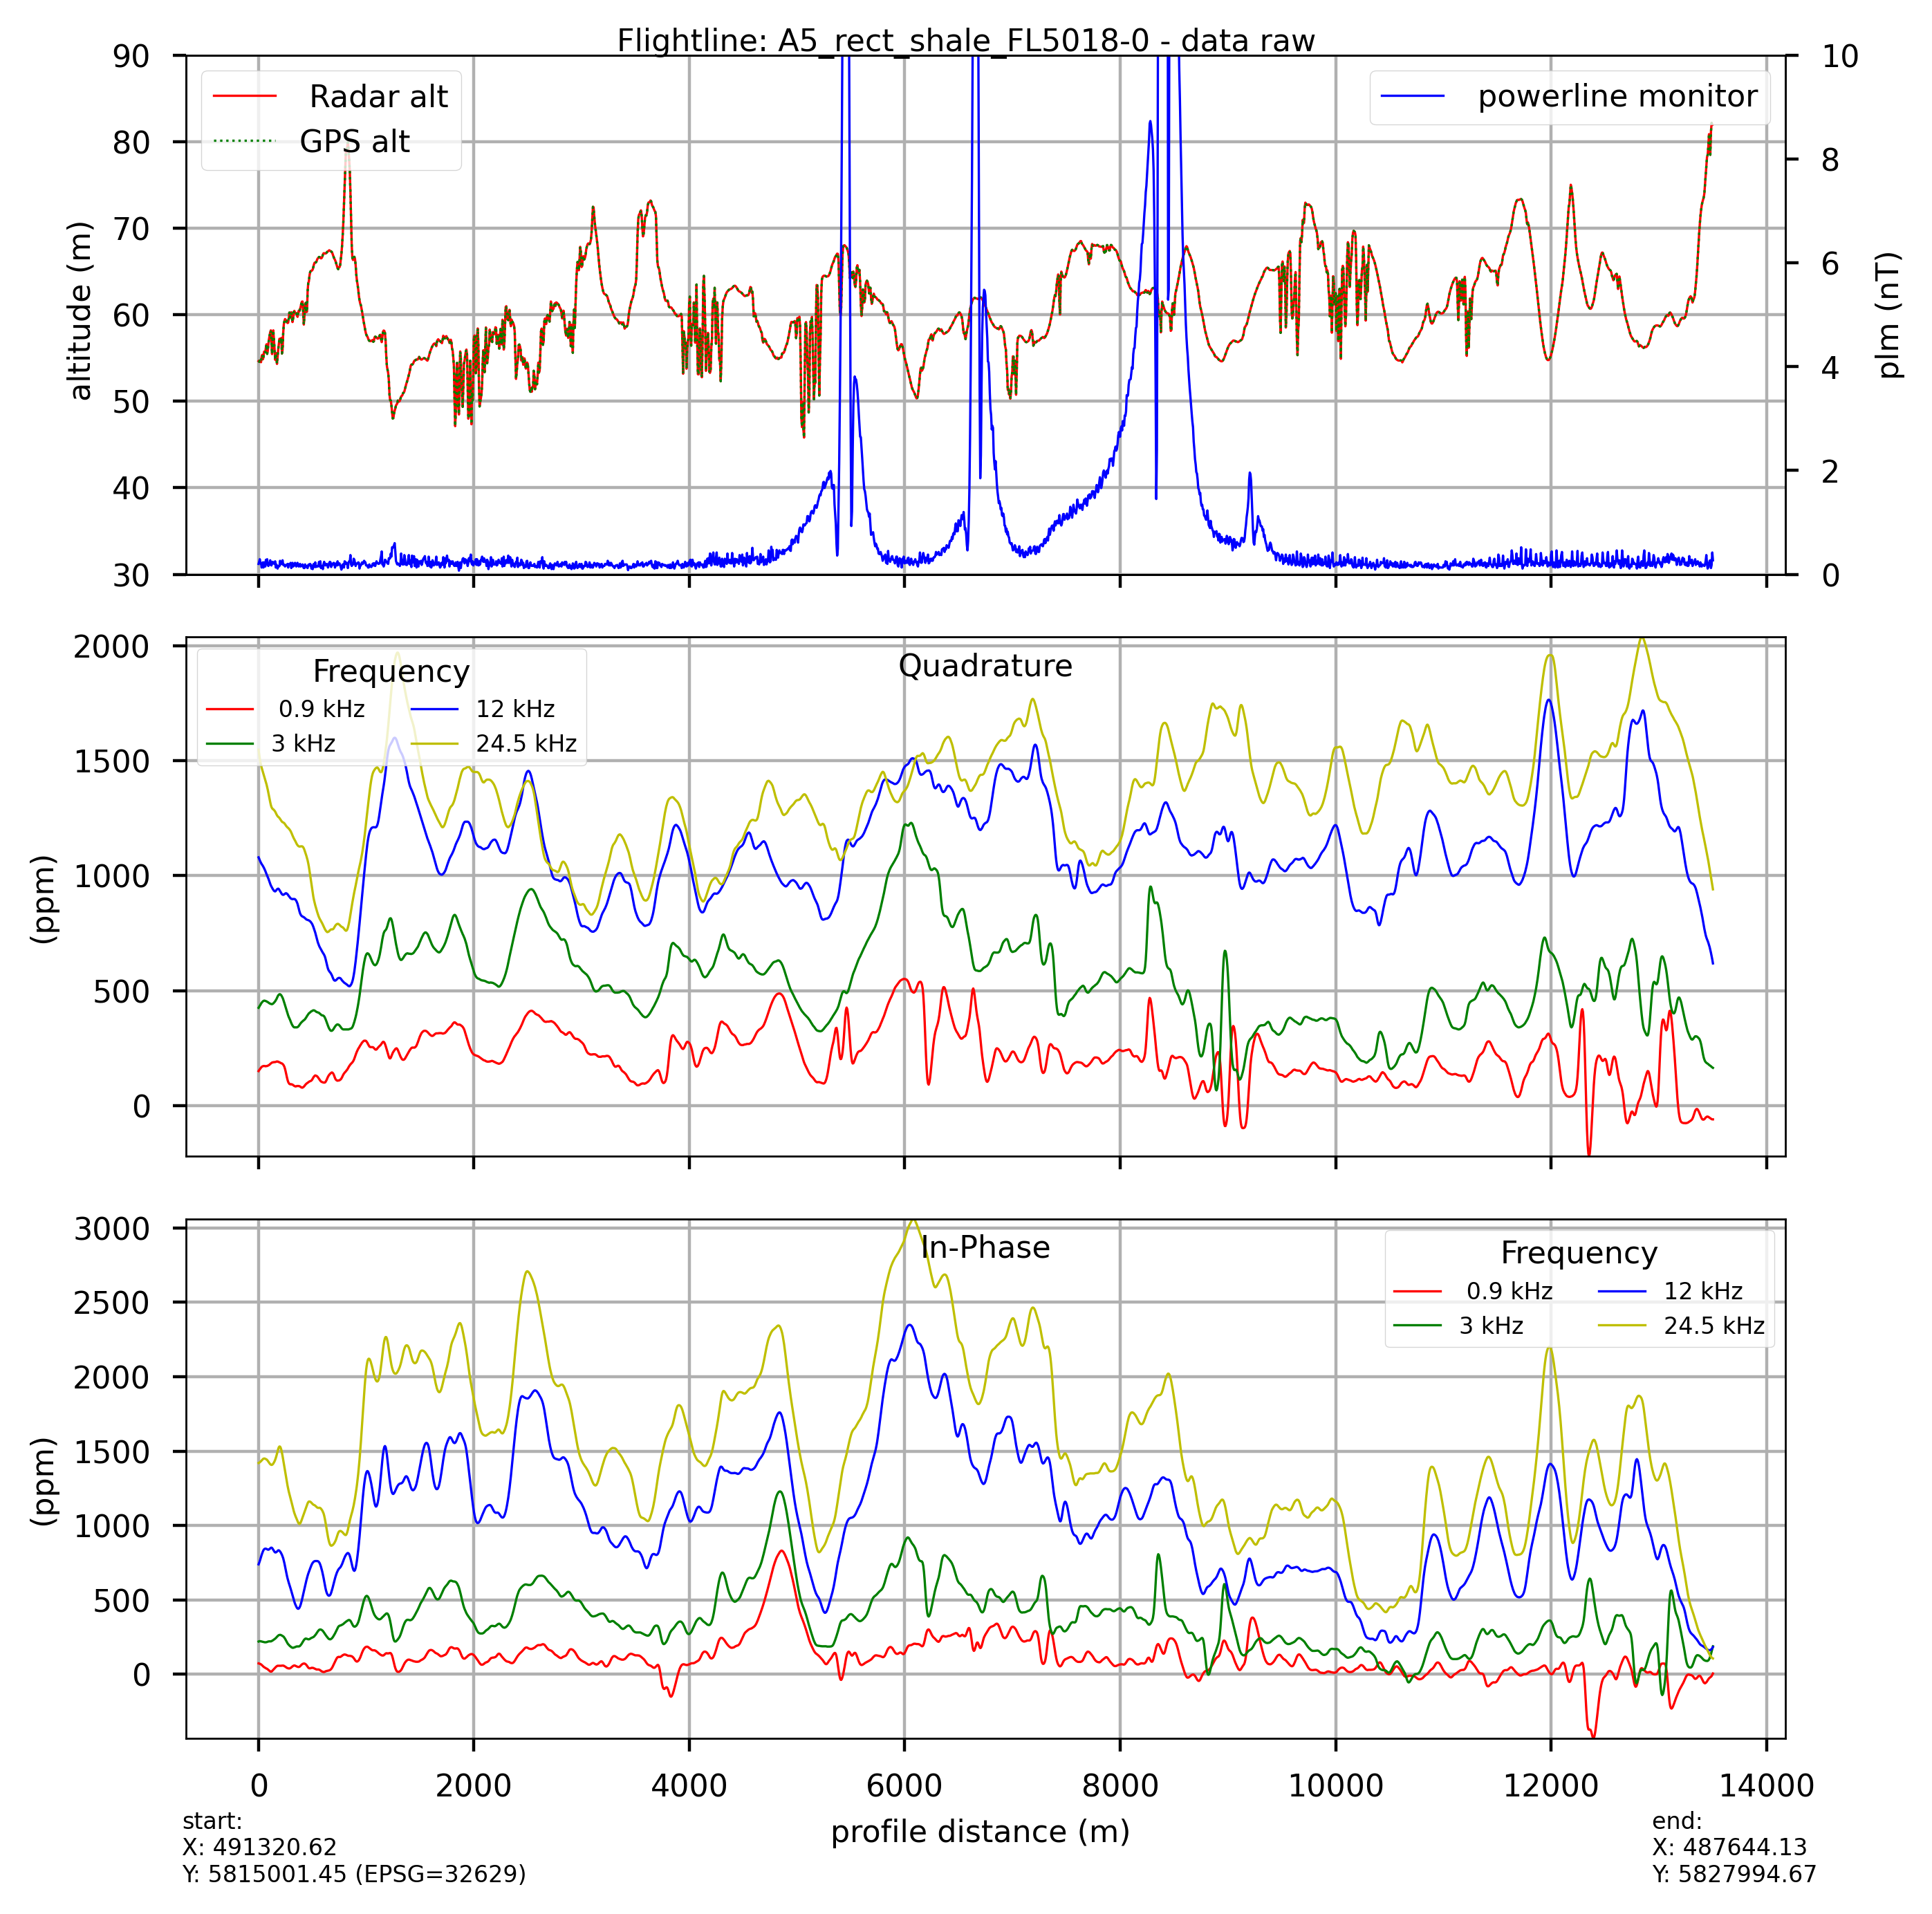 Flightline: A5_rect_shale_FL5018-0 - data raw
90
80
70
60
50
40
30
altitude (m)
Radar alt
GPS alt
powerline monitor
10
8
6
4
2
0
plm (nT)
Quadrature
2000
1500
1000
500
0
(ppm)
Frequency
0.9 kHz
3 kHz
12 kHz
24.5 kHz
In-Phase
3000
2500
2000
1500
1000
500
0
(ppm)
Frequency
0.9 kHz
3 kHz
12 kHz
24.5 kHz
0 2000 4000 6000 8000 10000 12000 14000
profile distance (m)
start:
X: 491320.62
Y: 5815001.45 (EPSG=32629)
end:
X: 487644.13
Y: 5827994.67